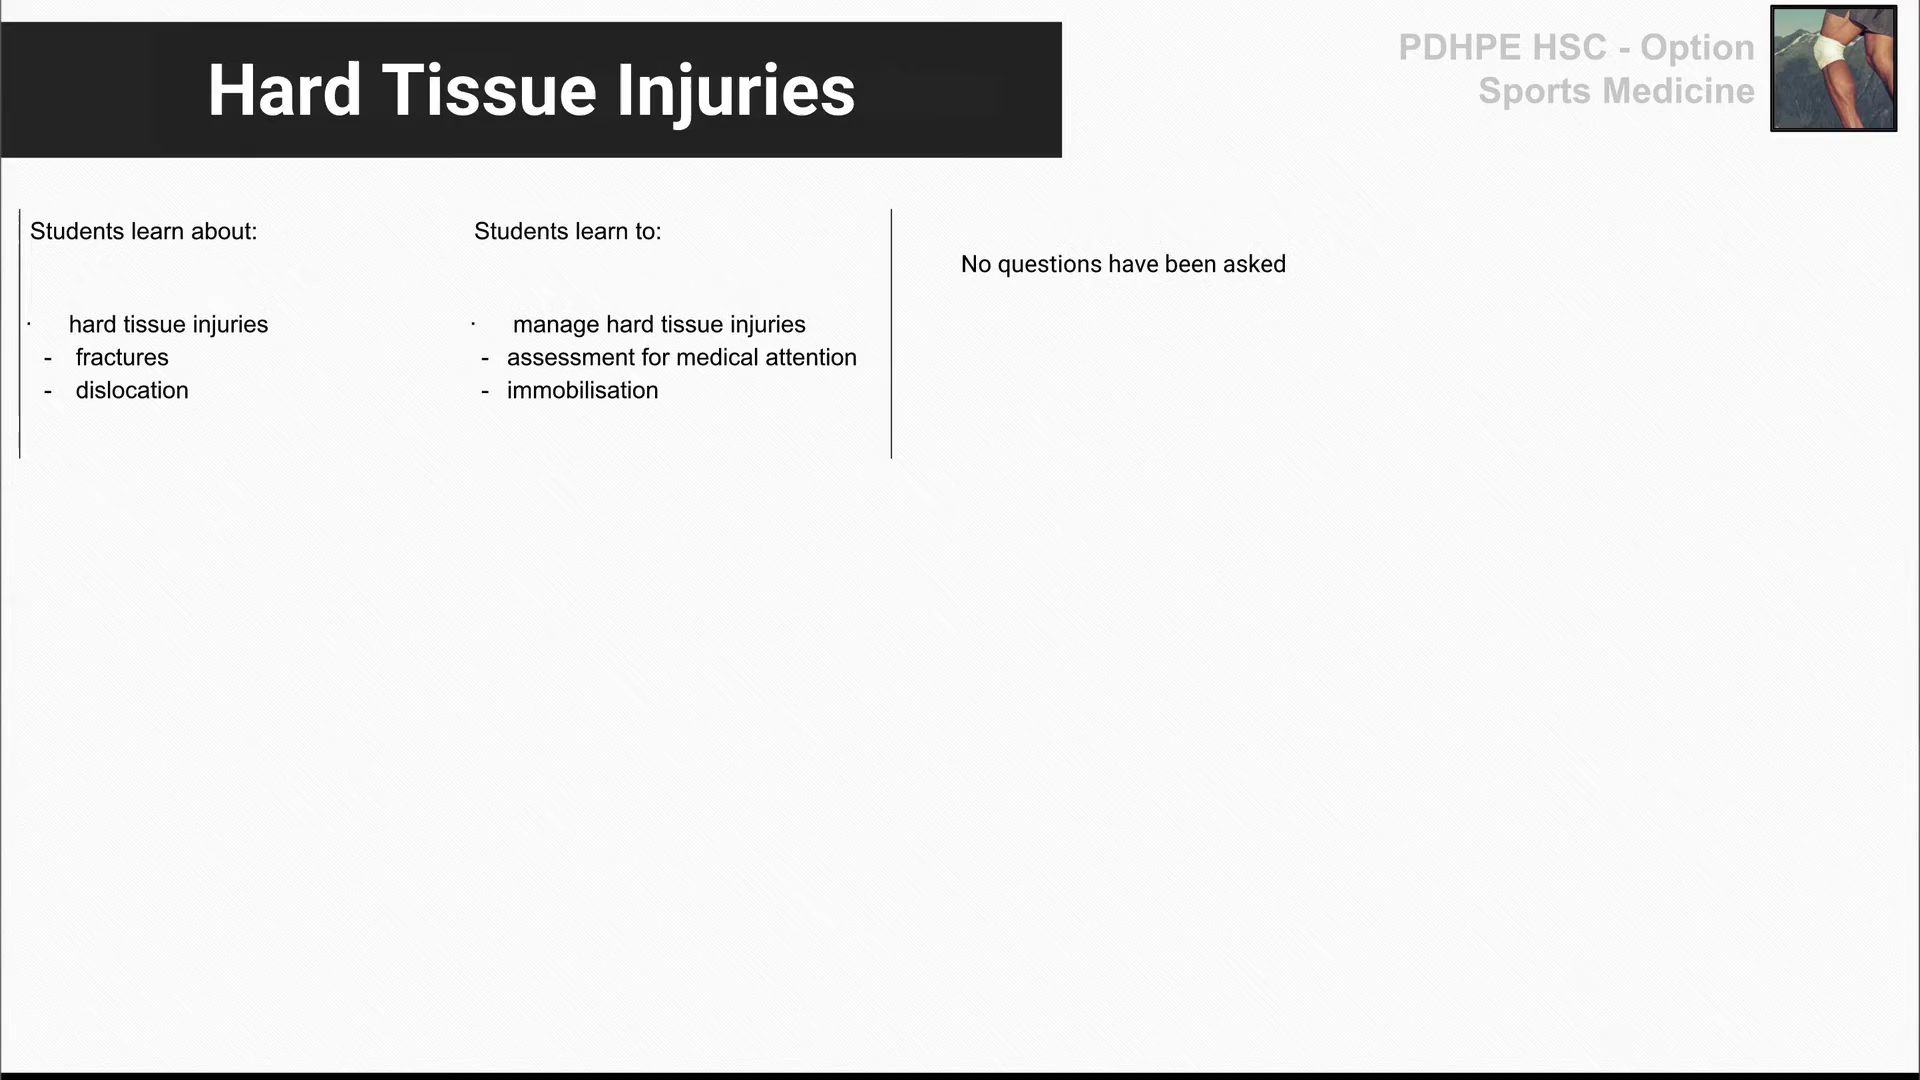 Hard Tissue Injuries
PDHPE HSC - Option
Sports Medicine
Students learn about:
· hard tissue injuries
- fractures
- dislocation
Students learn to:
· manage hard tissue injuries
- assessment for medical attention
- immobilisation
No questions have been asked